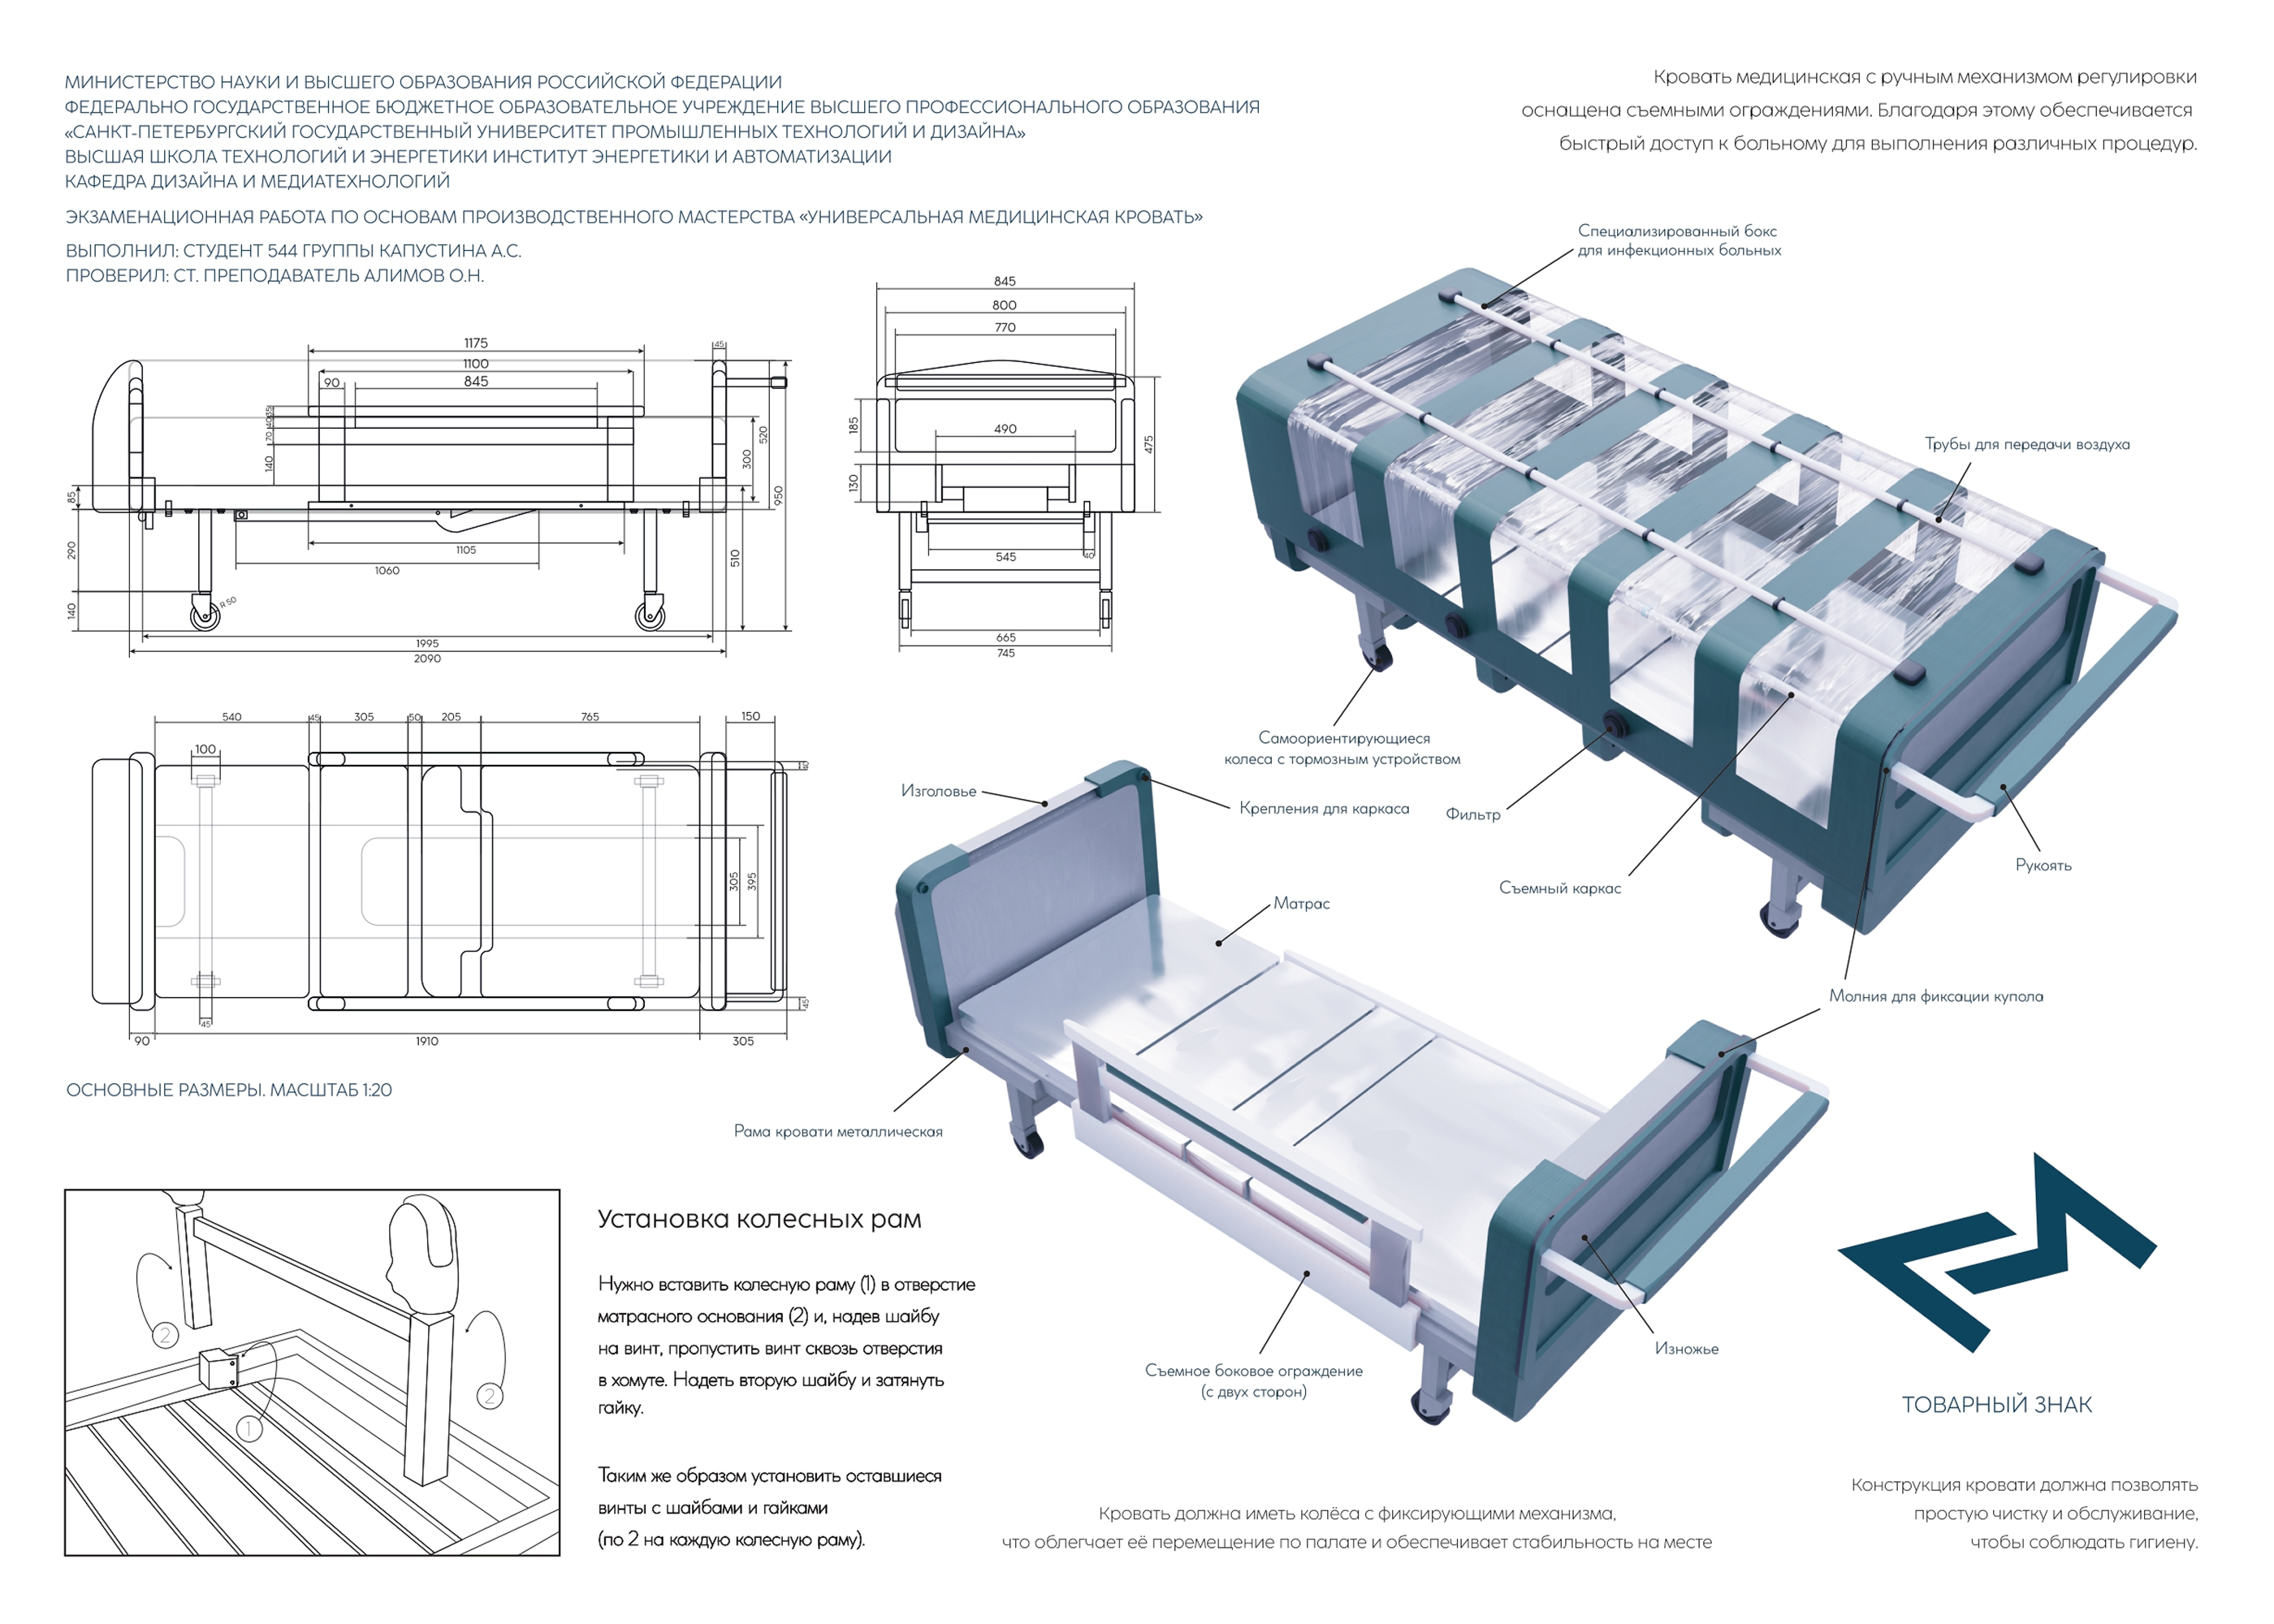 МИНИСТЕРСТВО НАУКИ И ВЫСШЕГО ОБРАЗОВАНИЯ РОССИЙСКОЙ ФЕДЕРАЦИИ
ФЕДЕРАЛЬНО ГОСУДАРСТВЕННОЕ БЮДЖЕТНОЕ ОБРАЗОВАТЕЛЬНОЕ УЧРЕЖДЕНИЕ ВЫСШЕГО ПРОФЕССИОНАЛЬНОГО ОБРАЗОВАНИЯ
«САНКТ-ПЕТЕРБУРГСКИЙ ГОСУДАРСТВЕННЫЙ УНИВЕРСИТЕТ ПРОМЫШЛЕННЫХ ТЕХНОЛОГИЙ И ДИЗАЙНА»
ВЫСШАЯ ШКОЛА ТЕХНОЛОГИЙ И ЭНЕРГЕТИКИ ИНСТИТУТ ЭНЕРГЕТИКИ И АВТОМАТИЗАЦИИ
КАФЕДРА ДИЗАЙНА И МЕДИАТЕХНОЛОГИЙ
ЭКЗАМЕНАЦИОННАЯ РАБОТА ПО ОСНОВАМ ПРОИЗВОДСТВЕННОГО МАСТЕРСТВА «УНИВЕРСАЛЬНАЯ МЕДИЦИНСКАЯ КРОВАТЬ»
ВЫПОЛНИЛ: СТУДЕНТ 544 ГРУППЫ КАПУСТИНА А.С.
ПРОВЕРИЛ: СТ. ПРЕПОДАВАТЕЛЬ АЛИМОВ О.Н.
Кровать медицинская с ручным механизмом регулировки
оснащена съемными ограждениями. Благодаря этому обеспечивается
быстрый доступ к больному для выполнения различных процедур.
1175
45
1100
90
845
35
40
70
140
300
520
950
85
290
140
510
1105
1060
R 50
1995
2090
845
800
770
185
490
475
130
545
40
665
745
540
45
305
50
205
765
150
100
40
305
395
45
45
90
1910
305
ОСНОВНЫЕ РАЗМЕРЫ. МАСШТАБ 1:20
Специализированный бокс
для инфекционных больных
Трубы для передачи воздуха
Самоориентирующиеся
колеса с тормозным устройством
Изголовье
Крепления для каркаса
Фильтр
Рукоять
Съемный каркас
Матрас
Молния для фиксации купола
Рама кровати металлическая
Изножье
Съемное боковое ограждение
(с двух сторон)
2
2
1
Установка колесных рам
Нужно вставить колесную раму (1) в отверстие
матрасного основания (2) и, надев шайбу
на винт, пропустить винт сквозь отверстия
в хомуте. Надеть вторую шайбу и затянуть
гайку.
Таким же образом установить оставшиеся
винты с шайбами и гайками
(по 2 на каждую колесную раму).
ТОВАРНЫЙ ЗНАК
Кровать должна иметь колёса с фиксирующими механизма,
что облегчает её перемещение по палате и обеспечивает стабильность на месте
Конструкция кровати должна позволять
простую чистку и обслуживание,
чтобы соблюдать гигиену.